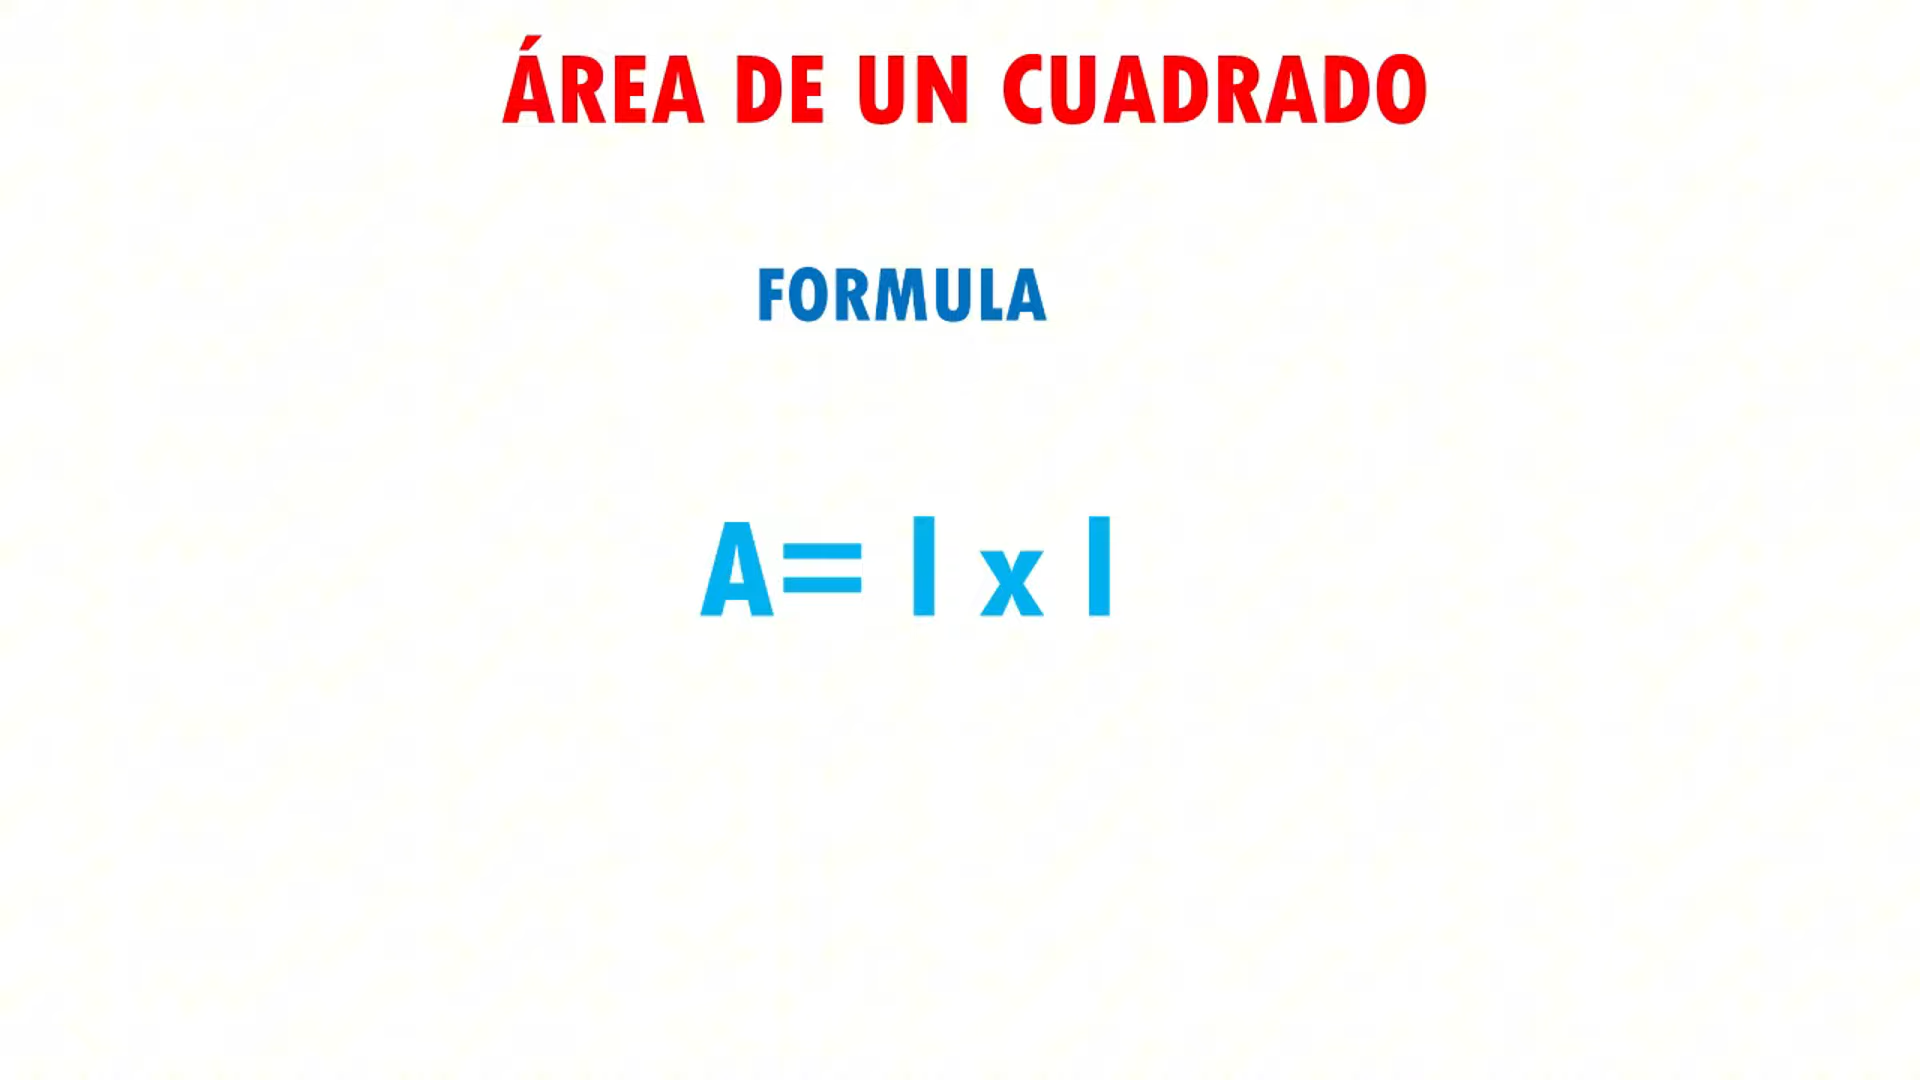 ÁREA DE UN CUADRADO
FORMULA
A= l x l